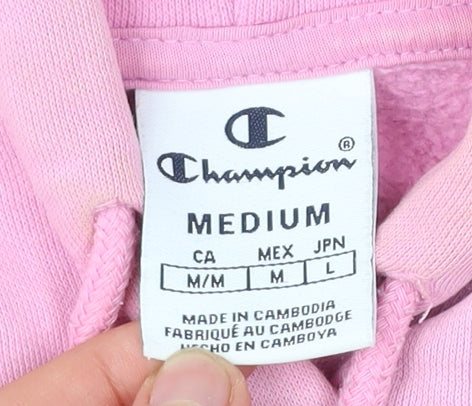 Champion®
MEDIUM
CA MEX JPN
M/M M L
MADE IN CAMBODIA
FABRIQUÉ AU CAMBODGE
HECHO EN CAMBOYA